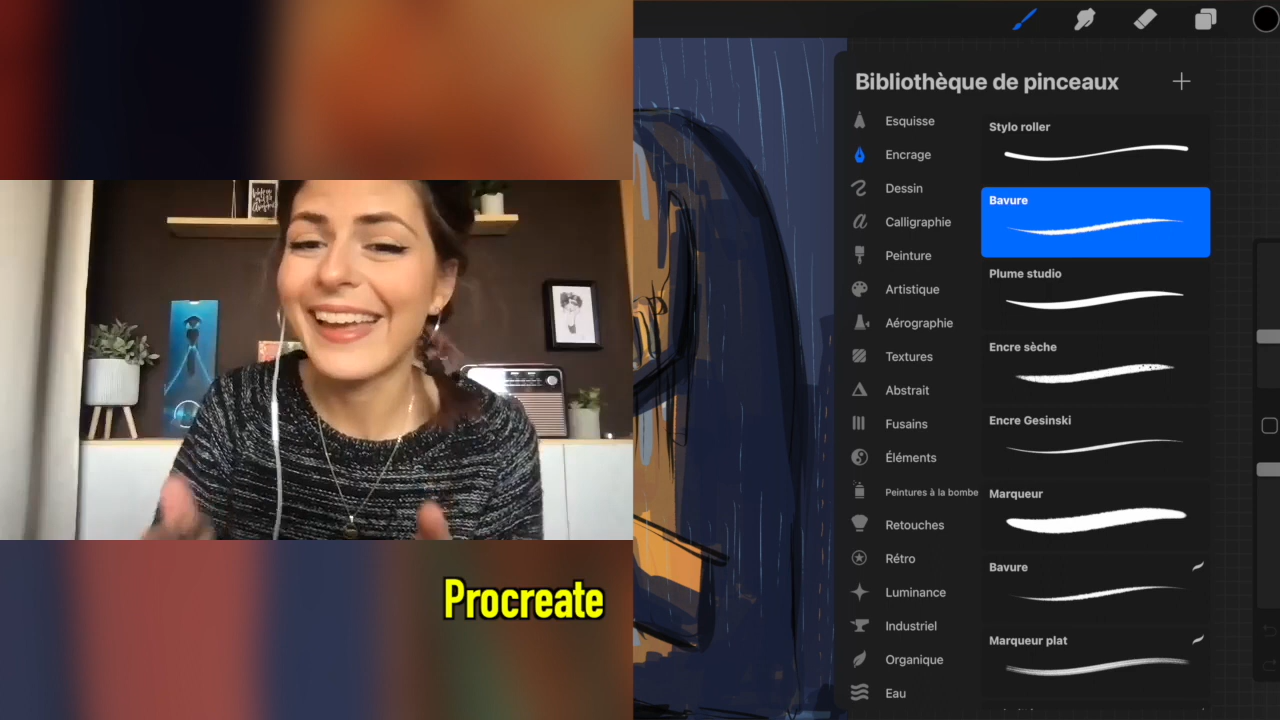 Procreate
Bibliothèque de pinceaux
Esquisse
Encrage
Dessin
Calligraphie
Peinture
Artistique
Aérographie
Textures
Abstrait
Fusains
Éléments
Peintures à la bombe
Retouches
Rétro
Luminance
Industriel
Organique
Eau
Stylo roller
Bavure
Plume studio
Encre sèche
Encre Gesinski
Marqueur
Bavure
Marqueur plat